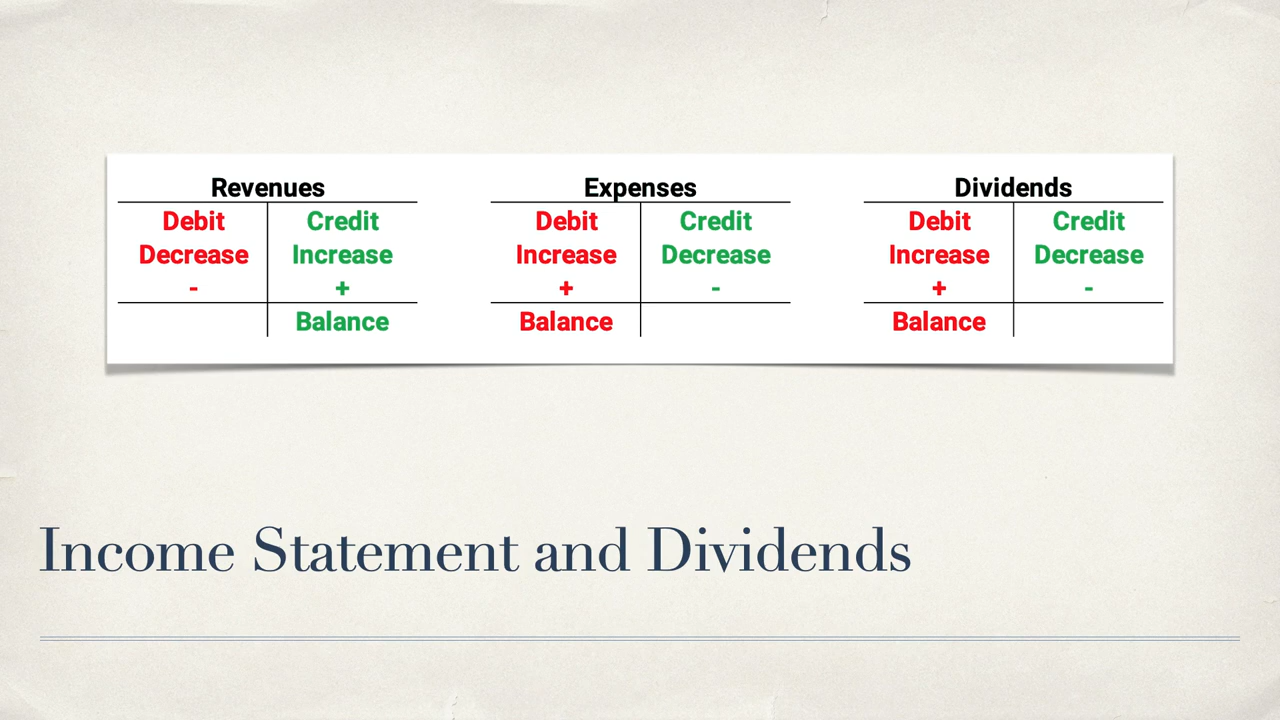 Revenues
Debit Credit
Decrease Increase
- +
Balance
Expenses
Debit Credit
Increase Decrease
+ -
Balance
Dividends
Debit Credit
Increase Decrease
+ -
Balance
Income Statement and Dividends